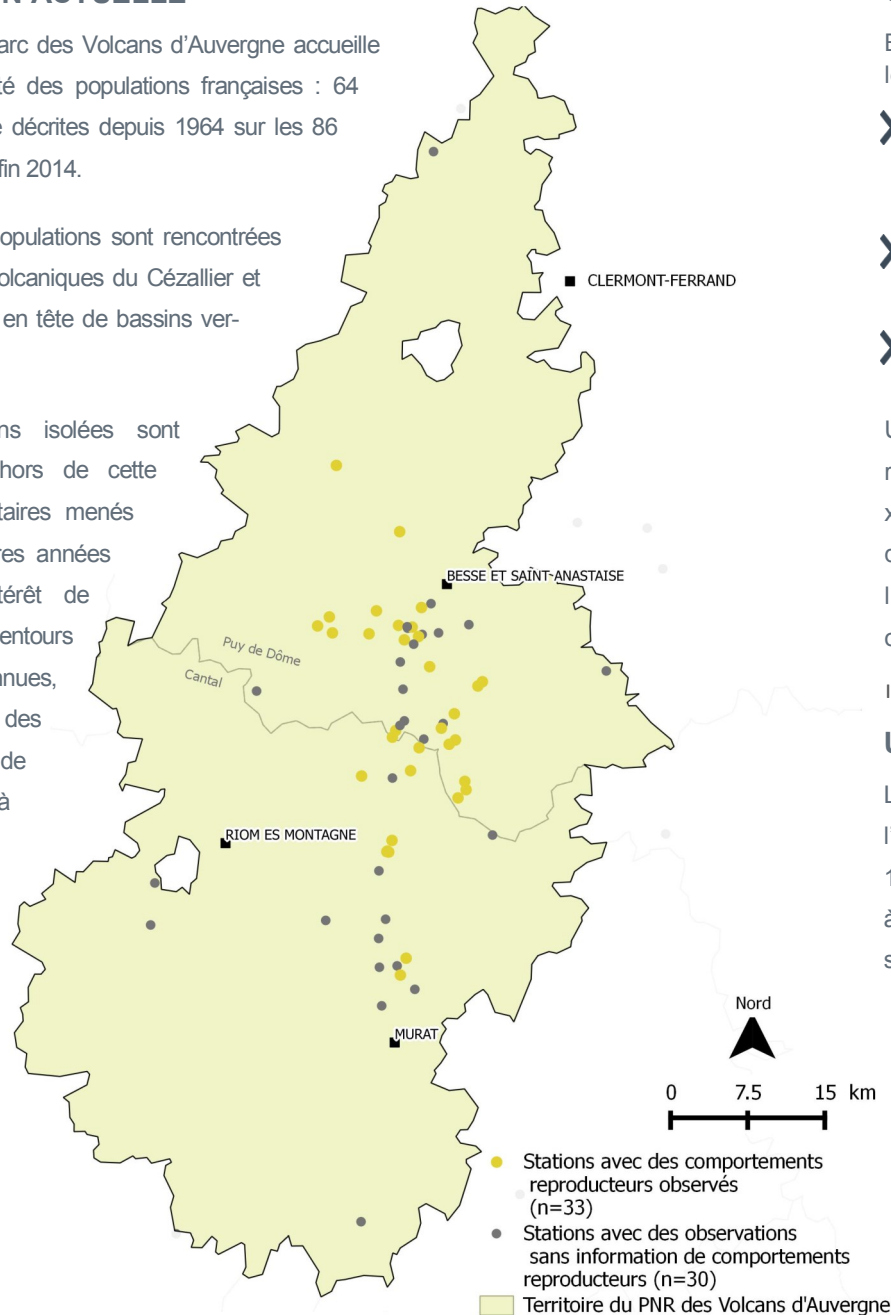 N ACTUELLE
arc des Volcans d'Auvergne accueille
té des populations françaises : 64
e décrites depuis 1964 sur les 86
fin 2014.
opulations sont rencontrées
olcaniques du Cézallier et
en tête de bassins ver-
ns isolées sont
hors de cette
taires menés
res années
térêt de
entours
nnues,
des
de
à
CLERMONT-FERRAND
BESSE ET SAINT-ANASTAISE
Puy de Dôme
Cantal
RIOM ES MONTAGNE
MURAT
Nord
0 7.5 15 km
Stations avec des comportements
reproducteurs observés
(n=33)
Stations avec des observations
sans information de comportements
reproducteurs (n=30)
Territoire du PNR des Volcans d'Auvergne